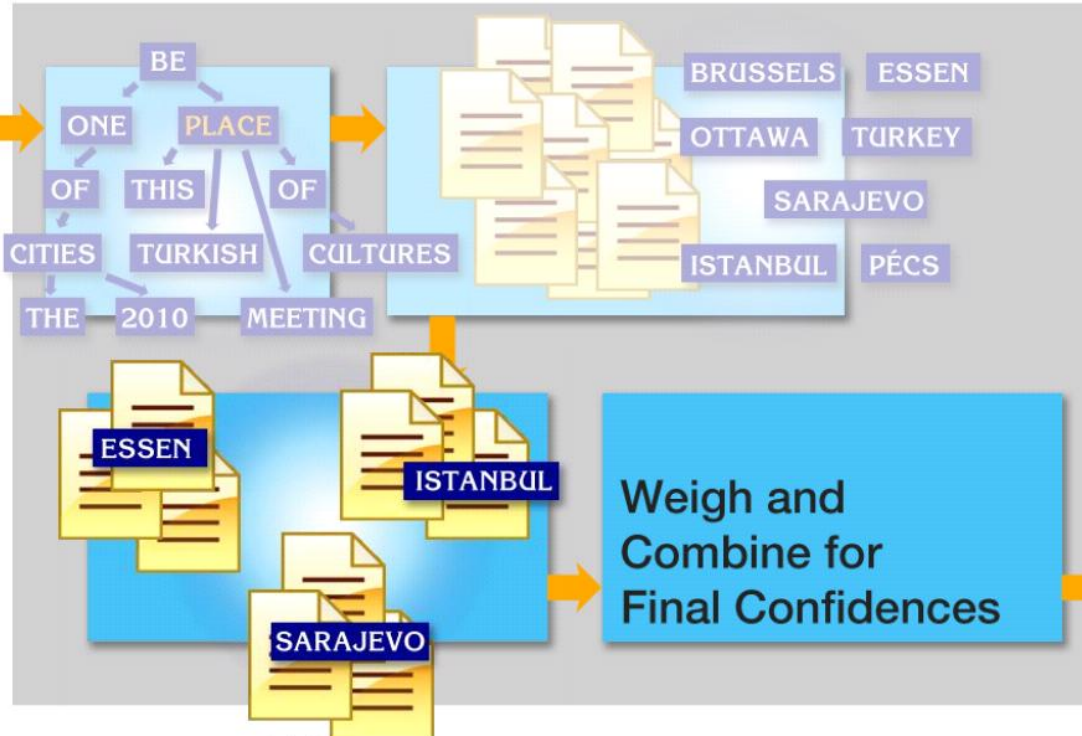 BE
ONE PLACE
OF THIS OF
CITIES TURKISH CULTURES
THE 2010 MEETING
BRUSSELS ESSEN
OTTAWA TURKEY
SARAJEVO
ISTANBUL PÉCS
ESSEN
ISTANBUL
SARAJEVO
Weigh and
Combine for
Final Confidences